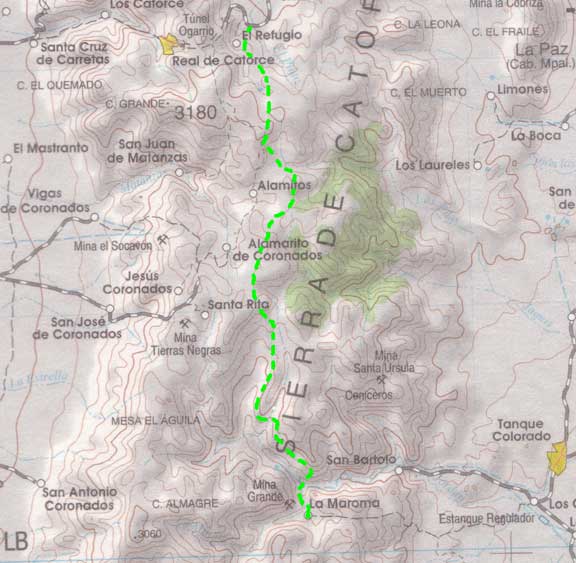 Los Catorce
Túnel
Ogarrio
El Refugio
Santa Cruz
de Carretas
Real de Catorce
C. LA LEONA
Mina la Cobriza
C. EL FRAILE
La Paz
(Cab. Mpal.)
C. EL QUEMADO
C. GRANDE
3180
C. EL MUERTO
Limones
La Boca
El Mastranto
San Juan
de Matanzas
Los Laureles
Alamitos
Vigas
de Coronados
San
de
Mina el Socavón
Alamarito
de Coronados
SIERRA DE CATOR
Jesús
Coronados
Santa Rita
San José
de Coronados
Mina
Tierras Negras
Mina
Santa Ursula
La Estrella
Ceniceros
MESA EL ÁGUILA
Tanque
Colorado
San Bartolo
San Antonio
Coronados
C. ALMAGRE
Mina
Grande
La Maroma
Los C
Estanque Regulador
3060
LB